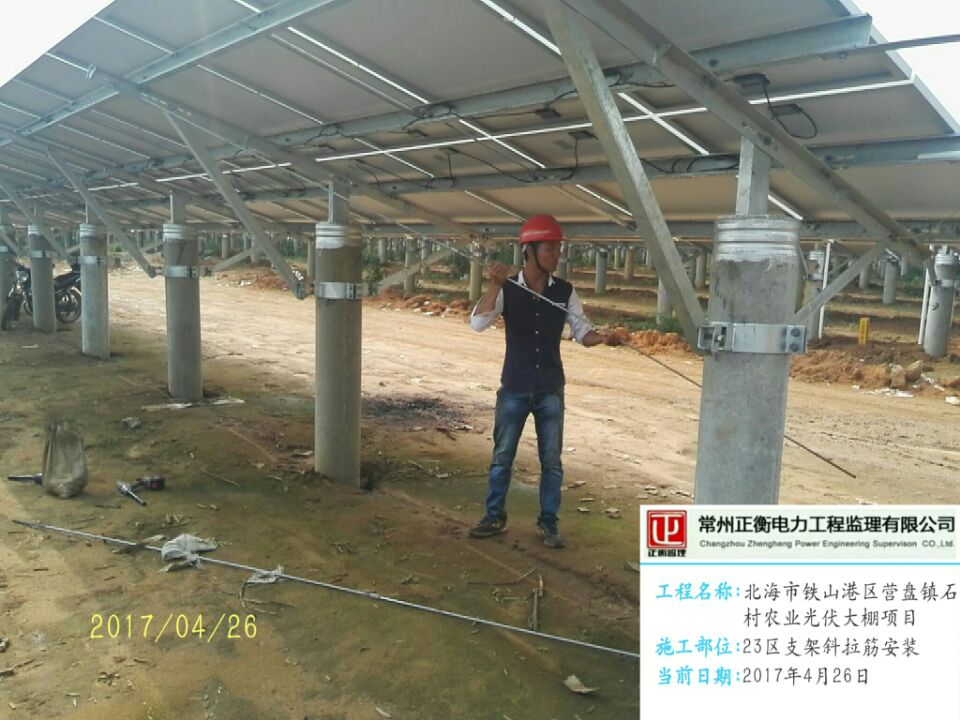 常州正衡电力工程监理有限公司
Changzhou Zhengheng Power Engineering Supervison CO.,Ltd.
正衡管理
工程名称:北海市铁山港区营盘镇石
村农业光伏大棚项目
施工部位:23区支架斜拉筋安装
当前日期:2017年4月26日
2017/04/26